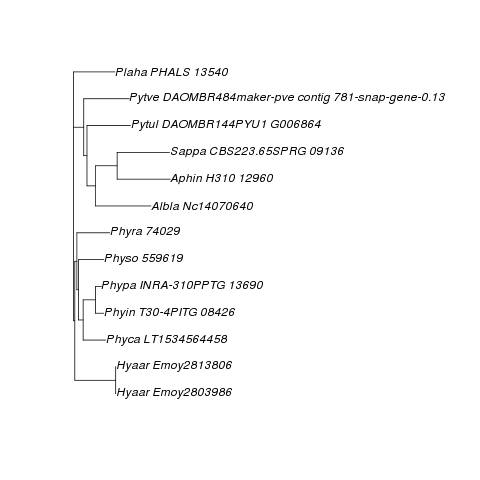 Plaha PHALS 13540
Pytve DAOMBR484maker-pve contig 781-snap-gene-0.13
Pytul DAOMBR144PYU1 G006864
Sappa CBS223.65SPRG 09136
Aphin H310 12960
Albla Nc14070640
Phyra 74029
Physo 559619
Phypa INRA-310PPTG 13690
Phyin T30-4PITG 08426
Phyca LT1534564458
Hyaar Emoy2813806
Hyaar Emoy2803986